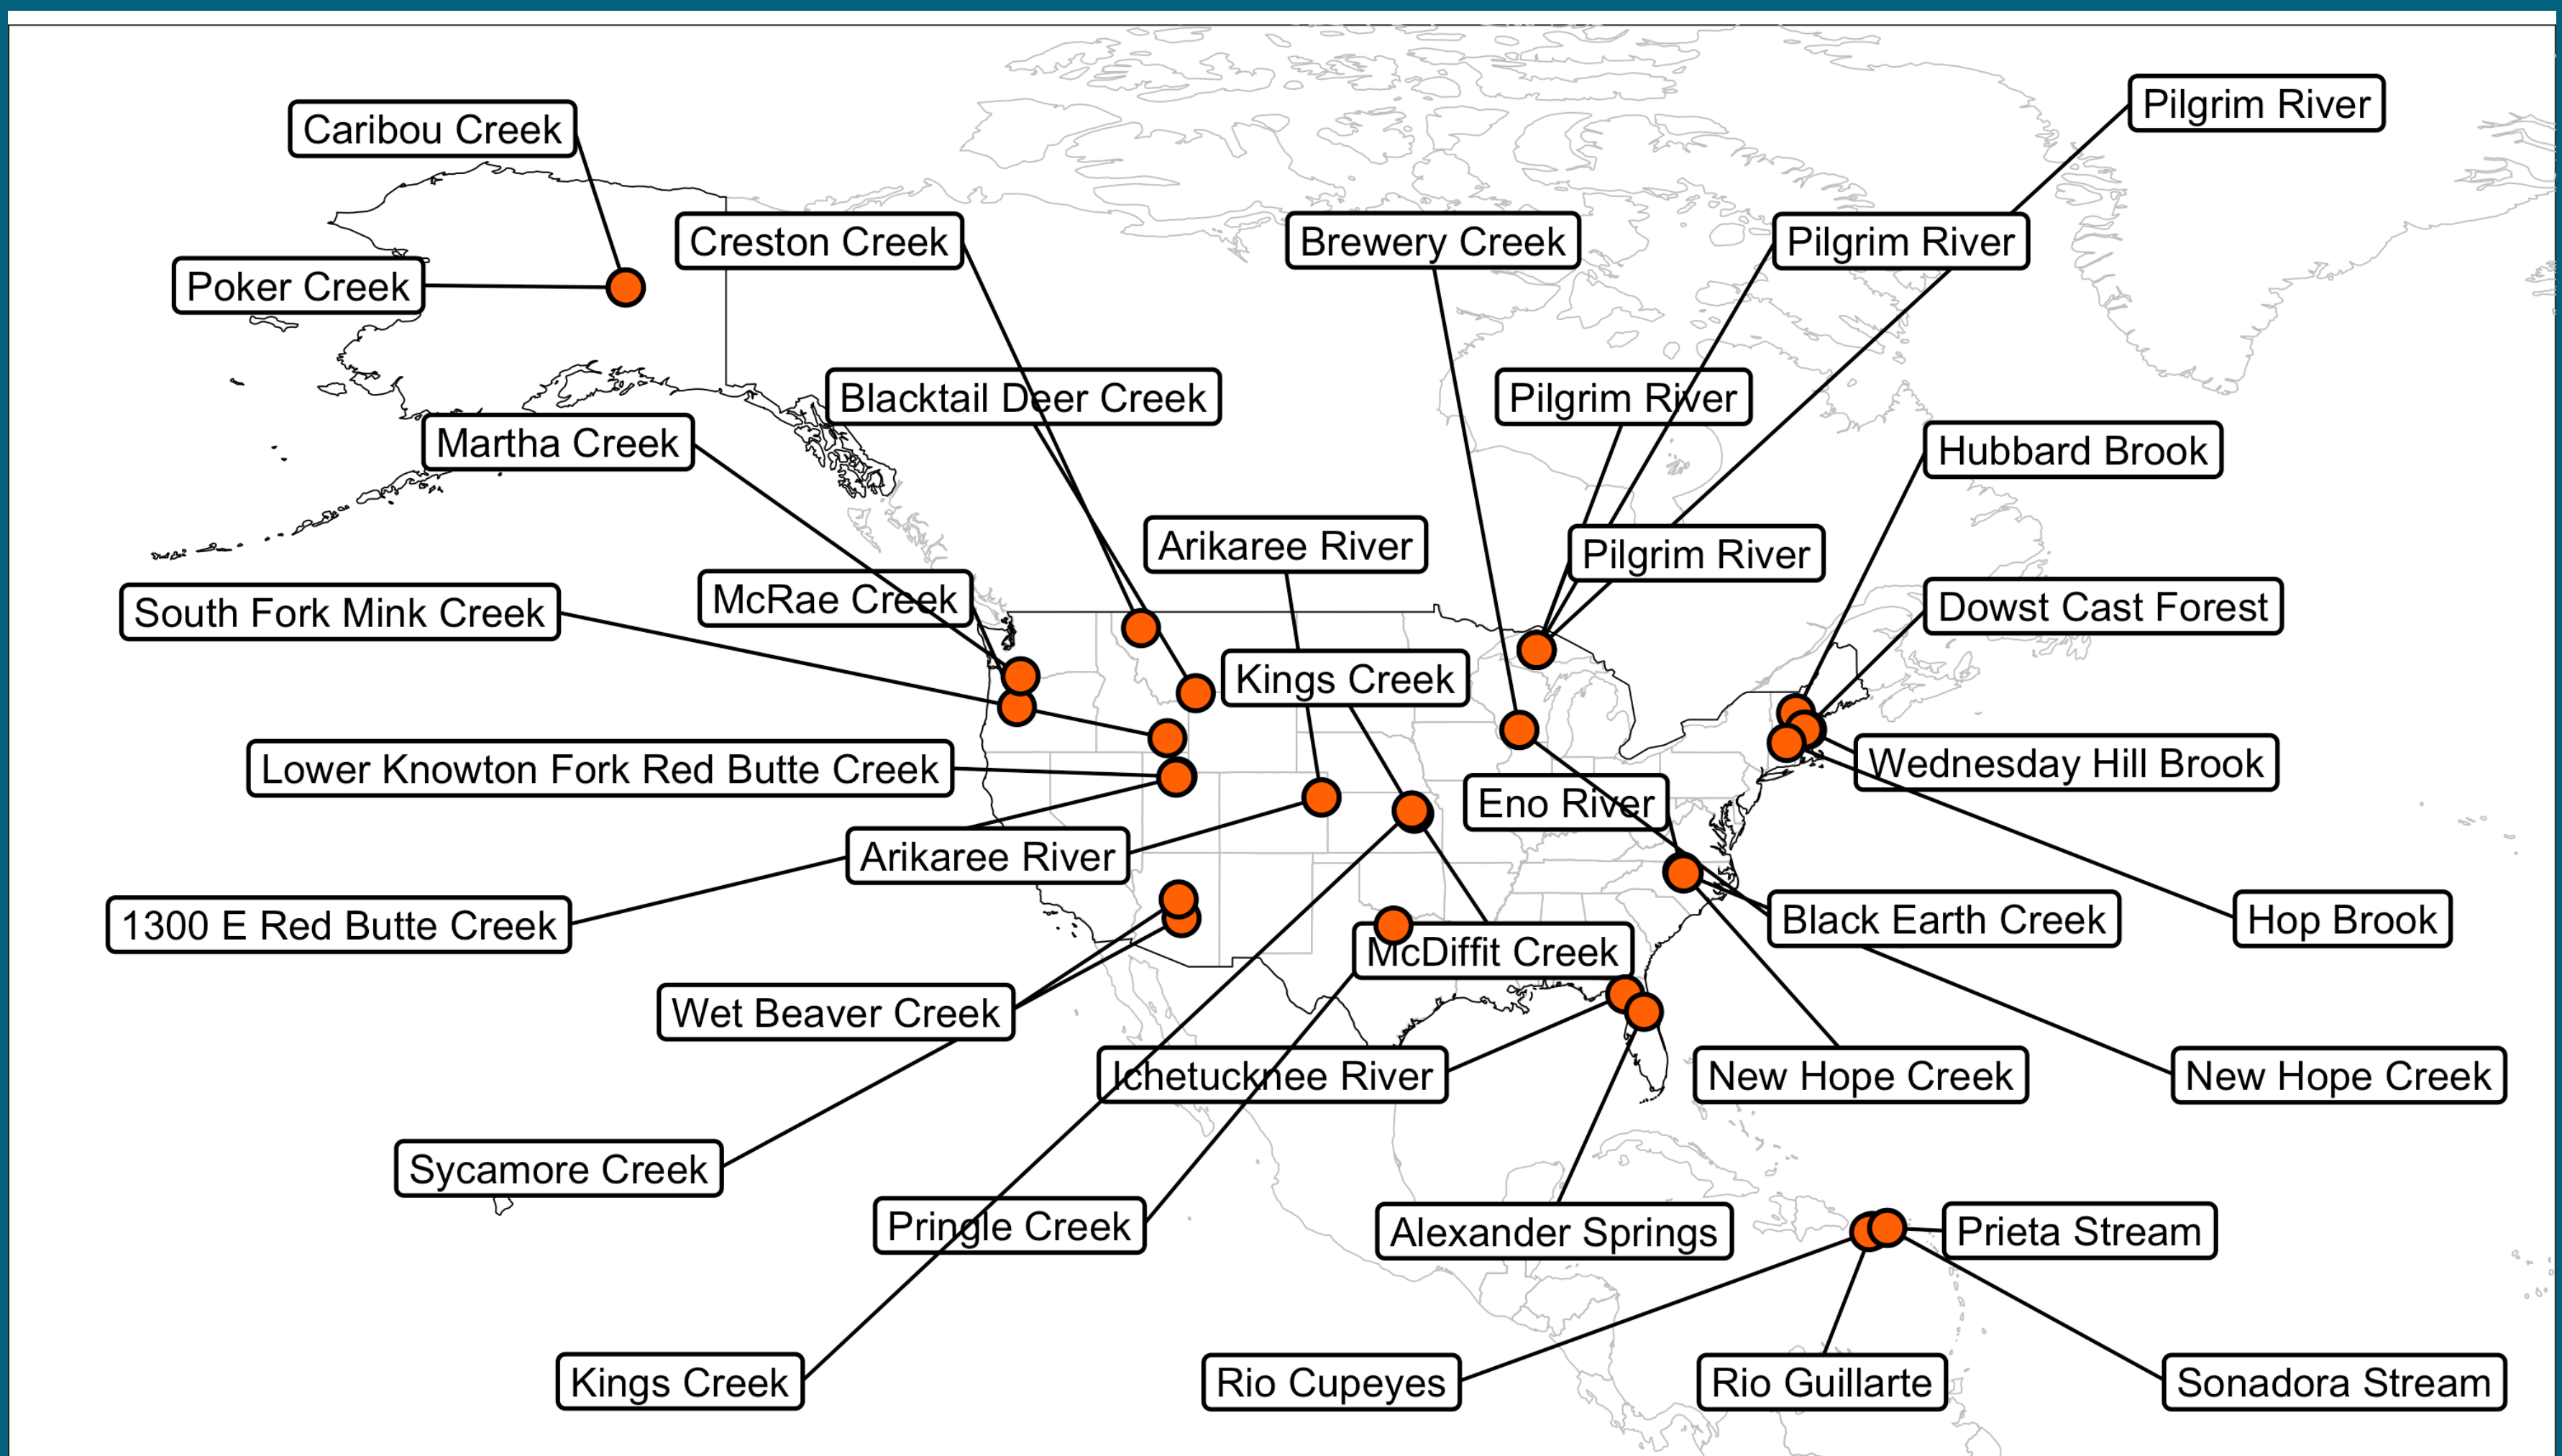 Pilgrim River
Caribou Creek
Creston Creek
Brewery Creek
Pilgrim River
Poker Creek
Blacktail Deer Creek
Pilgrim River
Martha Creek
Hubbard Brook
Arikaree River
Pilgrim River
McRae Creek
South Fork Mink Creek
Dowst Cast Forest
Kings Creek
Lower Knowton Fork Red Butte Creek
Wednesday Hill Brook
Eno River
Arikaree River
1300 E Red Butte Creek
Black Earth Creek
Hop Brook
McDiffit Creek
Wet Beaver Creek
Ichetucknee River
New Hope Creek
New Hope Creek
Sycamore Creek
Pringle Creek
Alexander Springs
Prieta Stream
Kings Creek
Rio Cupeyes
Rio Guillarte
Sonadora Stream